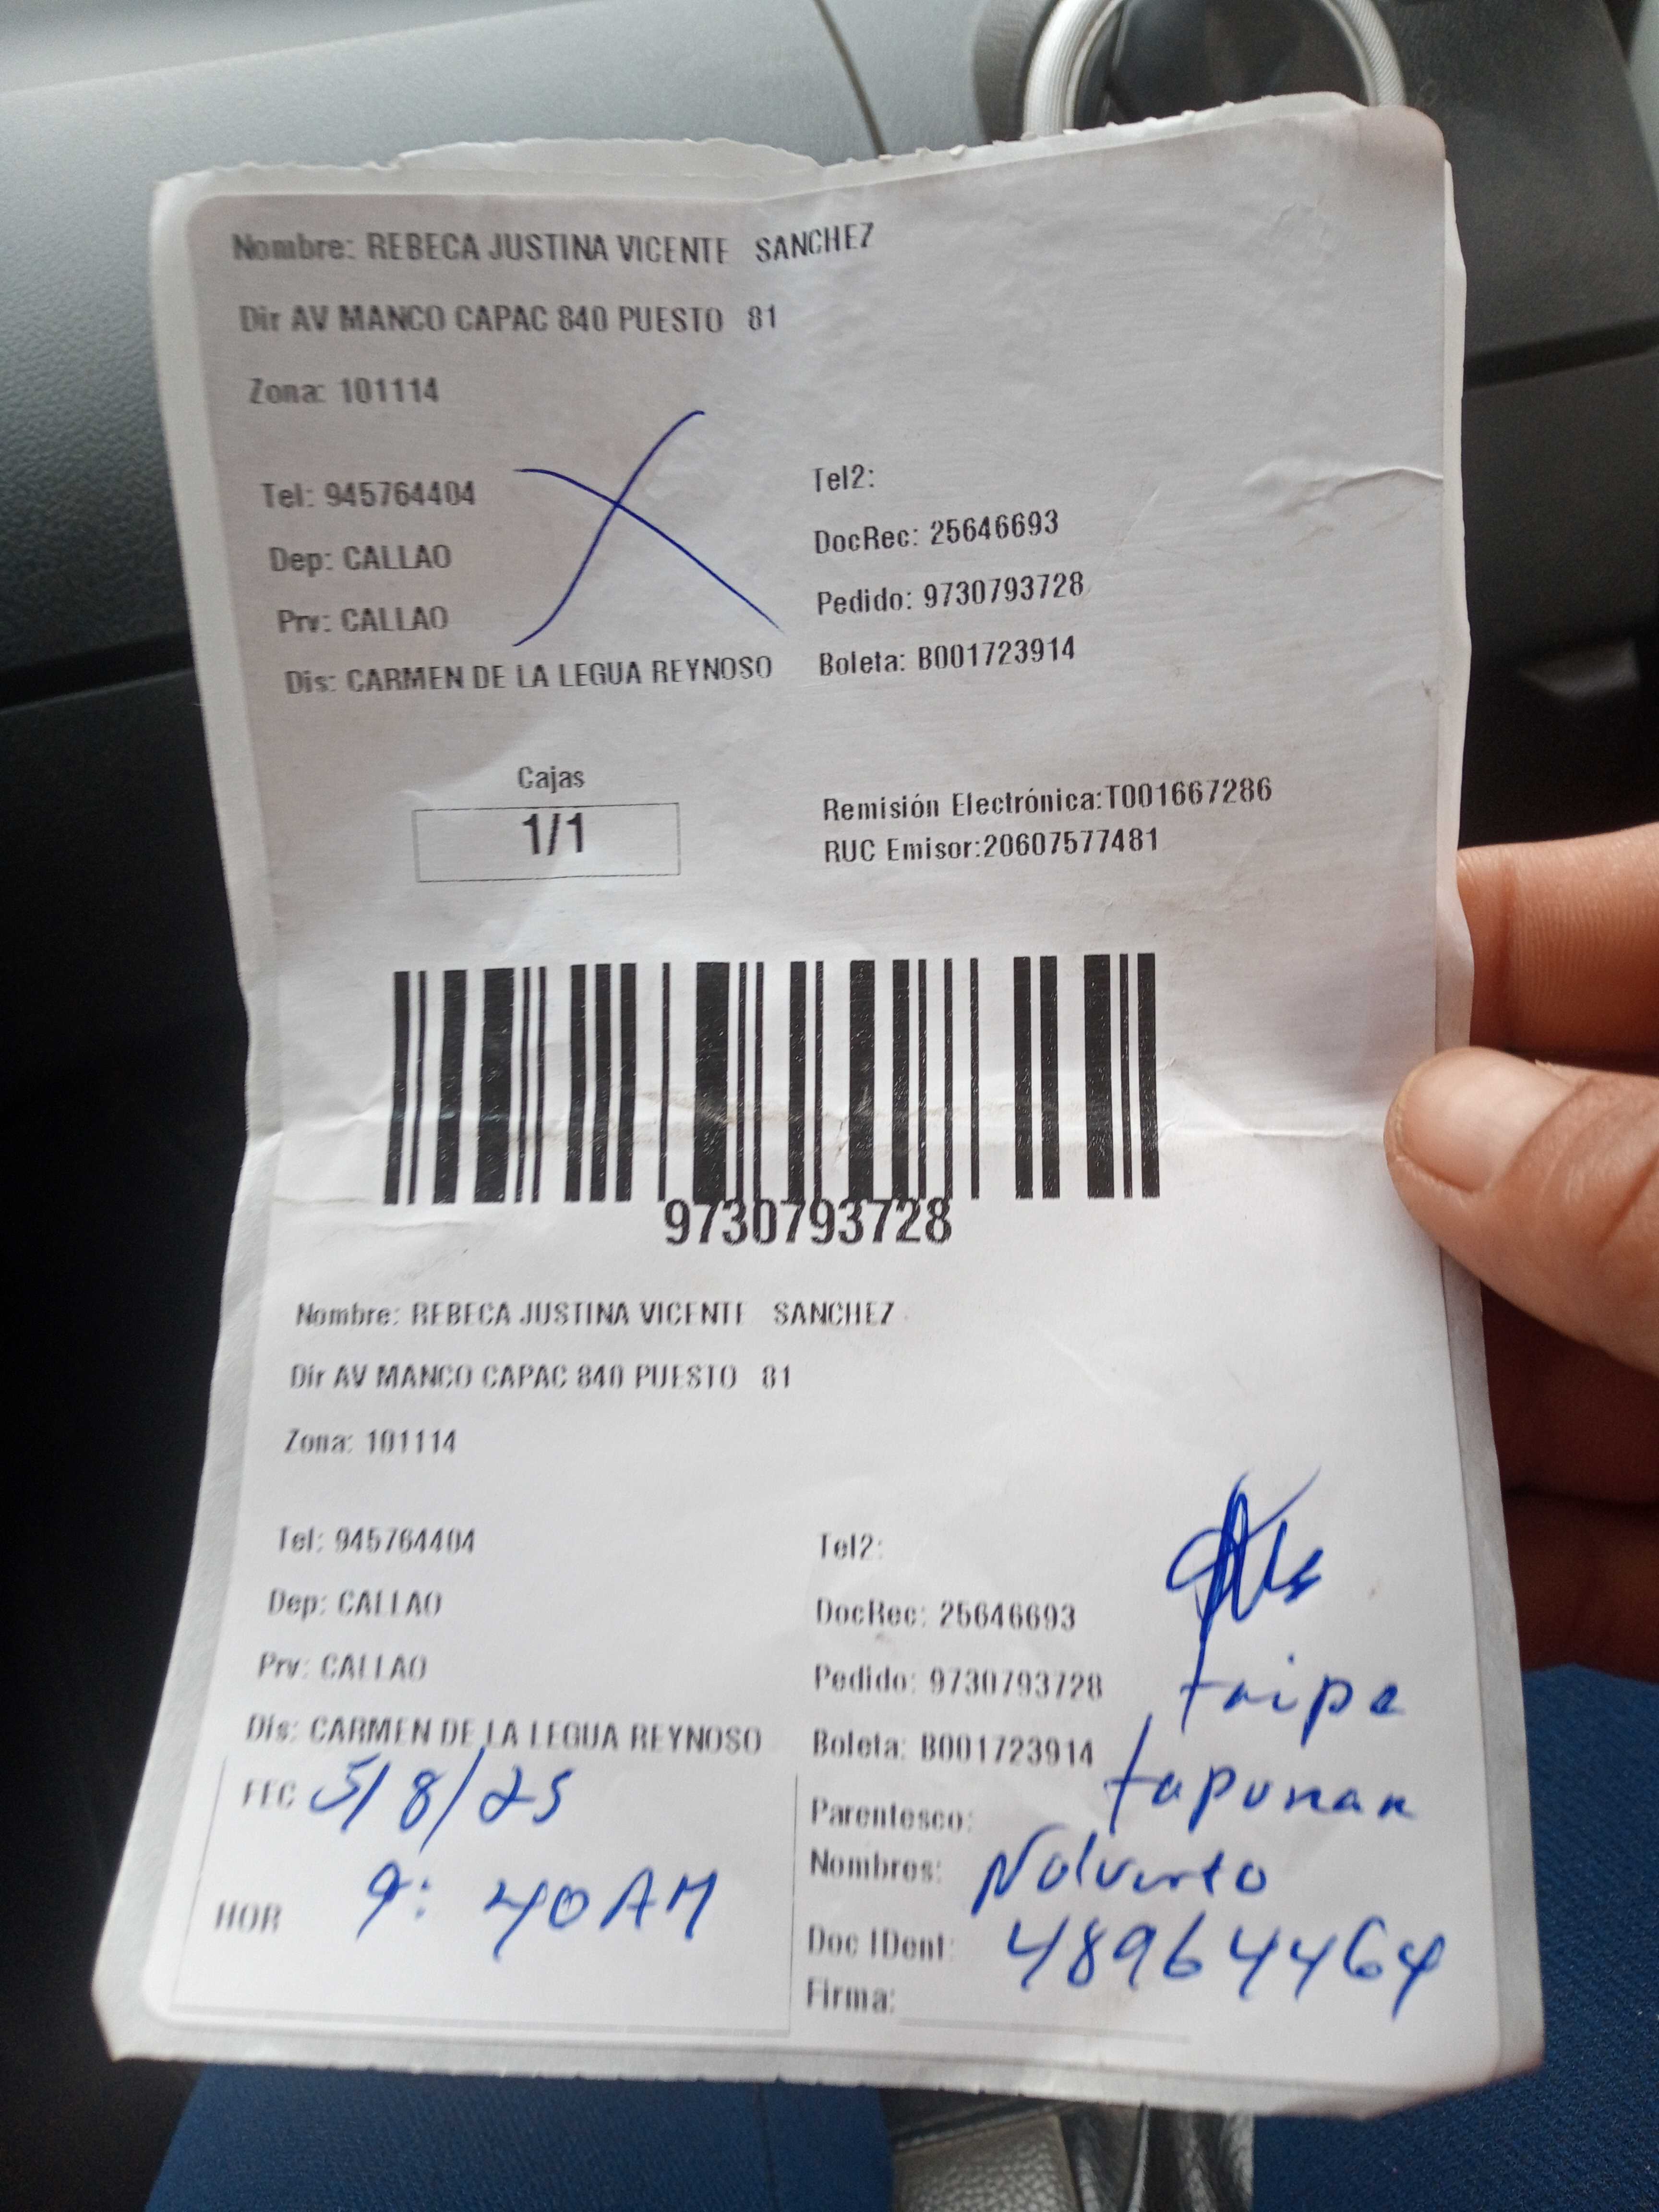 Nombre: REBECA JUSTINA VICENTE SANCHEZ
Dir AV MANCO CAPAC 840 PUESTO 81
Zona: 101114
Tel: 945764404
Tel2:
Dep: CALLAO
DocRec: 25646693
Prv: CALLAO
Pedido: 9730793728
Dis: CARMEN DE LA LEGUA REYNOSO
Boleta: B001723914
Cajas
1/1
Remisión Electrónica:T001667286
RUC Emisor:20607577481
9730793728
Nombre: REBECA JUSTINA VICENTE SANCHEZ
Dir AV MANCO CAPAC 840 PUESTO 81
Zona: 101114
Tel: 945764404
Tel2:
Dep: CALLAO
DocRec: 25646693
Prv: CALLAO
Pedido: 9730793728
taipe
Dis: CARMEN DE LA LEGUA REYNOSO
Boleta: B001723914
FEC 5/8/25
Parentesco:
Nombres:
HOR 9:40 AM
Doc IDent: 48964464
Firma: